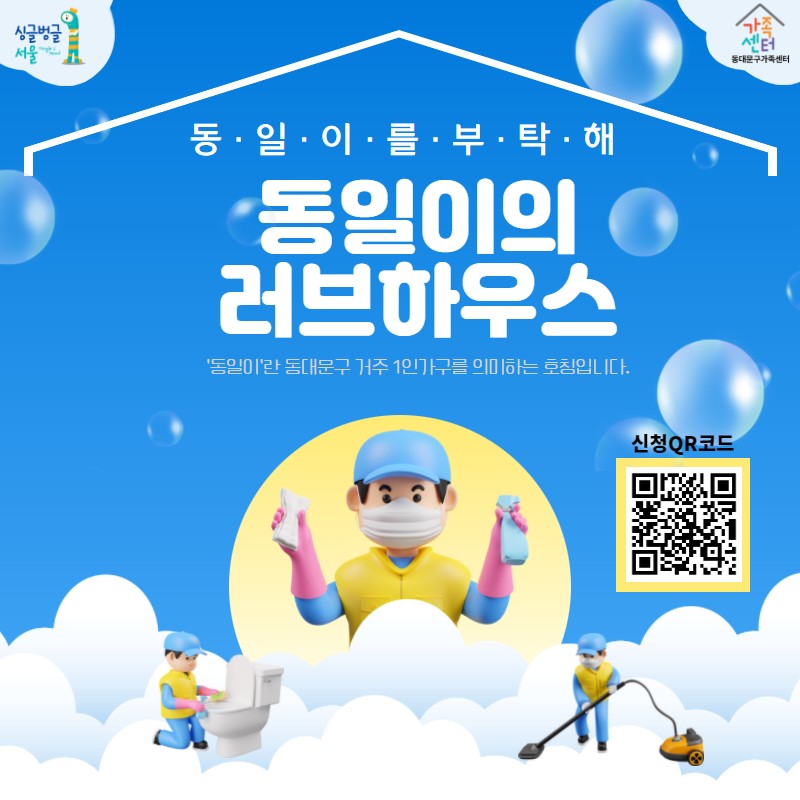 싱글벙글
서울
가족
센터
동대문구가족센터
동·일·이·를·부·탁·해
동일이의
러브하우스
'동일이'란 동대문구 거주 1인가구를 의미하는 호칭입니다.
신청QR코드